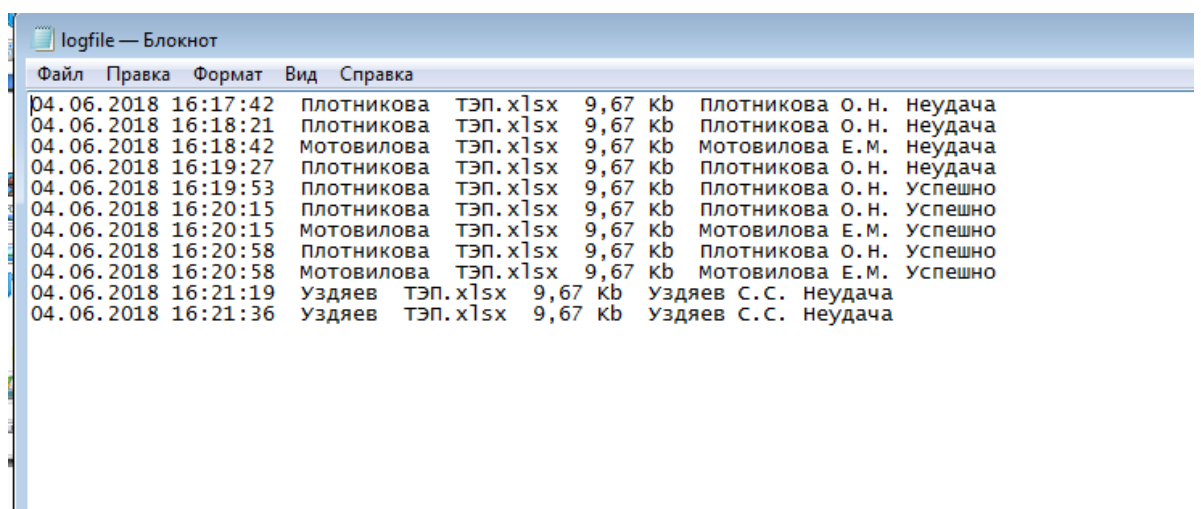 logfile — Блокнот
Файл Правка Формат Вид Справка
04.06.2018 16:17:42 Плотникова ТЭП.xlsx 9,67 Kb Плотникова О.Н. Неудача
04.06.2018 16:18:21 Плотникова ТЭП.xlsx 9,67 Kb Плотникова О.Н. Неудача
04.06.2018 16:18:42 Мотовилова ТЭП.xlsx 9,67 Kb Мотовилова Е.М. Неудача
04.06.2018 16:19:27 Плотникова ТЭП.xlsx 9,67 Kb Плотникова О.Н. Неудача
04.06.2018 16:19:53 Плотникова ТЭП.xlsx 9,67 Kb Плотникова О.Н. Успешно
04.06.2018 16:20:15 Плотникова ТЭП.xlsx 9,67 Kb Плотникова О.Н. Успешно
04.06.2018 16:20:15 Мотовилова ТЭП.xlsx 9,67 Kb Мотовилова Е.М. Успешно
04.06.2018 16:20:58 Плотникова ТЭП.xlsx 9,67 Kb Плотникова О.Н. Успешно
04.06.2018 16:20:58 Мотовилова ТЭП.xlsx 9,67 Kb Мотовилова Е.М. Успешно
04.06.2018 16:21:19 Уздяев ТЭП.xlsx 9,67 Kb Уздяев С.С. Неудача
04.06.2018 16:21:36 Уздяев ТЭП.xlsx 9,67 Kb Уздяев С.С. Неудача